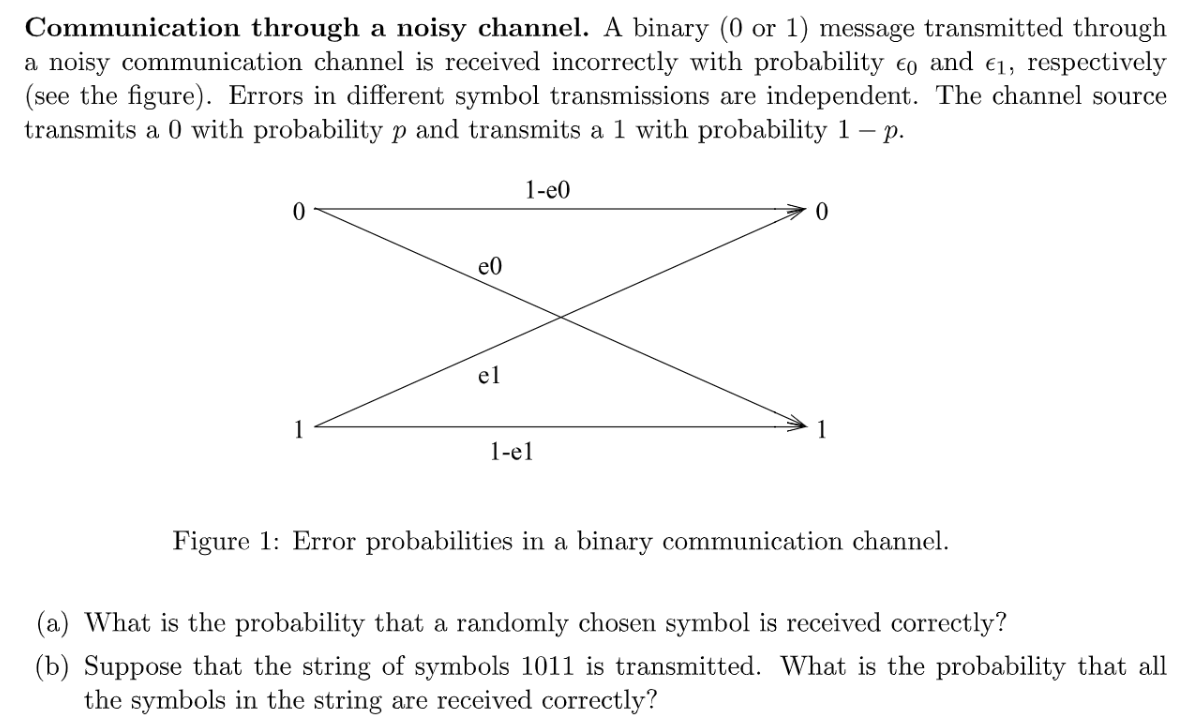 Communication through a noisy channel. A binary (0 or 1) message transmitted through
a noisy communication channel is received incorrectly with probability ϵ₀ and ϵ₁, respectively
(see the figure). Errors in different symbol transmissions are independent. The channel source
transmits a 0 with probability p and transmits a 1 with probability 1 − p.
1-e0
0 0
e0
e1
1 1
1-e1
Figure 1: Error probabilities in a binary communication channel.
(a) What is the probability that a randomly chosen symbol is received correctly?
(b) Suppose that the string of symbols 1011 is transmitted. What is the probability that all
the symbols in the string are received correctly?